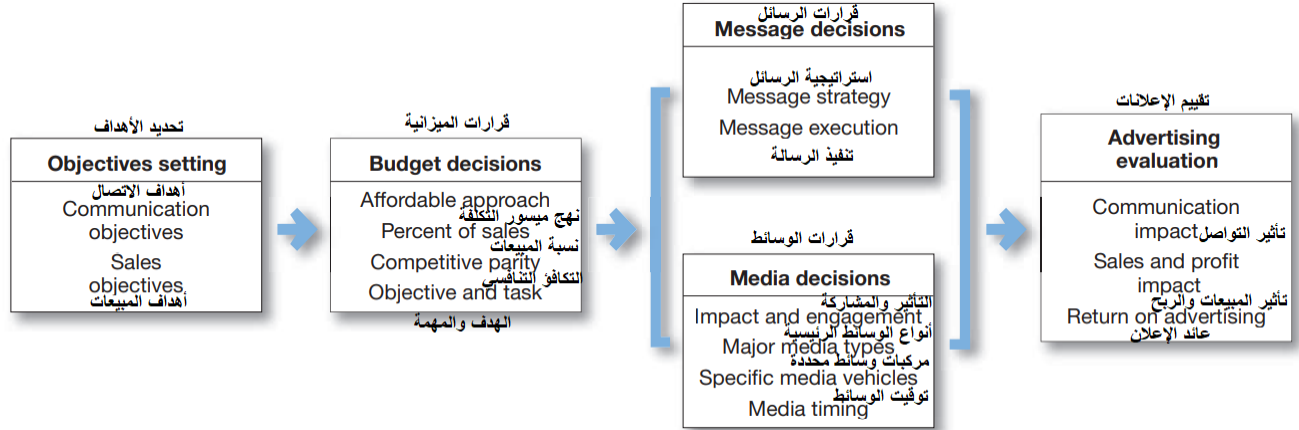 تحديد الأهداف
Objectives setting
أهداف الاتصال
Communication
objectives
Sales
objectives
أهداف المبيعات
قرارات الميزانية
Budget decisions
Affordable approach
نهج ميسور التكلفة
Percent of sales
نسبة المبيعات
Competitive parity
التكافؤ التنافسي
Objective and task
الهدف والمهمة
قرارات الرسائل
Message decisions
استراتيجية الرسائل
Message strategy
Message execution
تنفيذ الرسالة
قرارات الوسائط
Media decisions
التأثير والمشاركة
Impact and engagement
أنواع الوسائط الرئيسية
Major media types
مركبات وسائط محددة
Specific media vehicles
توقيت الوسائط
Media timing
تقييم الإعلانات
Advertising
evaluation
Communication
impact
تأثير التواصل
Sales and profit
impact
تأثير المبيعات والربح
Return on advertising
عائد الإعلان